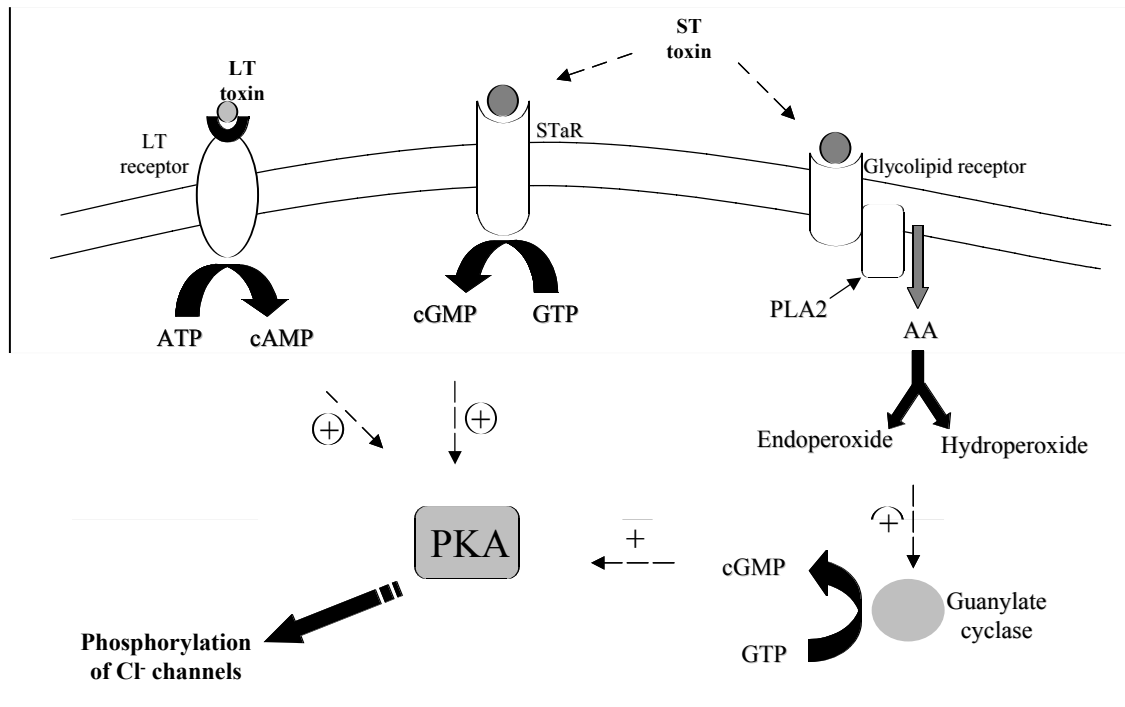 ST
toxin
LT
toxin
LT
receptor
STaR
Glycolipid receptor
PLA2
ATP
cAMP
cGMP
GTP
AA
+
+
Endoperoxide
Hydroperoxide
PKA
+
+
cGMP
GTP
Guanylate
cyclase
Phosphorylation
of Cl- channels